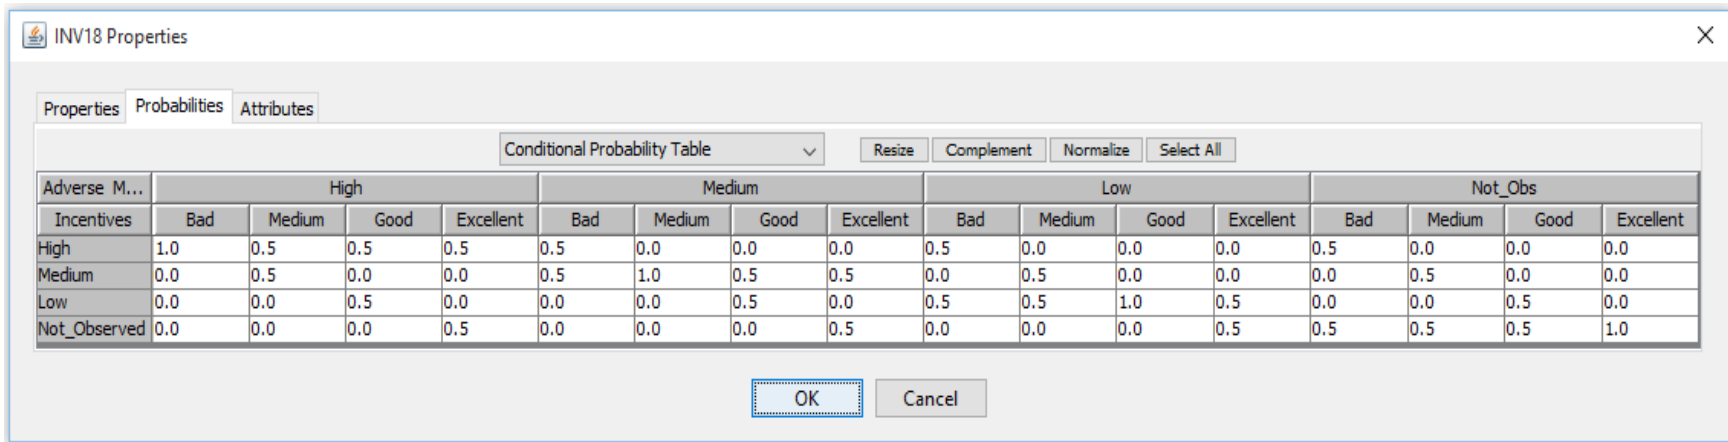 INV18 Properties
Properties Probabilities Attributes
Conditional Probability Table Resize Complement Normalize Select All
Adverse M... High Medium Low Not_Obs
Incentives Bad Medium Good Excellent Bad Medium Good Excellent Bad Medium Good Excellent Bad Medium Good Excellent
High 1.0 0.5 0.5 0.5 0.5 0.0 0.0 0.0 0.5 0.0 0.0 0.0 0.5 0.0 0.0 0.0
Medium 0.0 0.5 0.0 0.0 0.5 1.0 0.5 0.5 0.0 0.5 0.0 0.0 0.0 0.5 0.0 0.0
Low 0.0 0.0 0.5 0.0 0.0 0.0 0.5 0.0 0.5 0.5 1.0 0.5 0.0 0.0 0.5 0.0
Not_Observed 0.0 0.0 0.0 0.5 0.0 0.0 0.0 0.5 0.0 0.0 0.0 0.5 0.5 0.5 0.5 1.0
OK Cancel